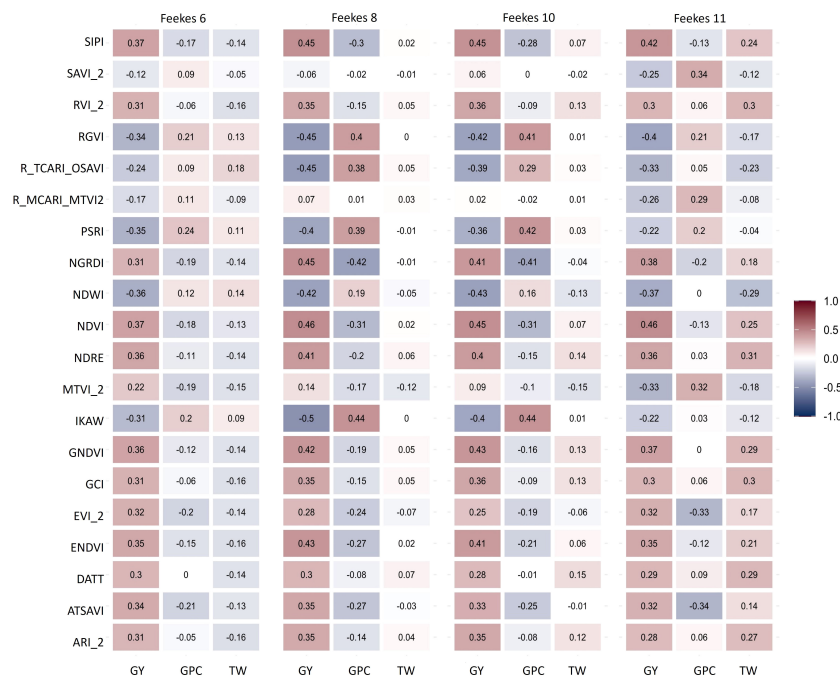 Feekes 6 Feekes 8 Feekes 10 Feekes 11
SIPI 0.37 -0.17 -0.14 0.45 -0.3 0.02 0.45 -0.28 0.07 0.42 -0.13 0.24
SAVI_2 -0.12 0.09 -0.05 -0.06 -0.02 -0.01 0.06 0 -0.02 -0.25 0.34 -0.12
RVI_2 0.31 -0.06 -0.16 0.35 -0.15 0.05 0.36 -0.09 0.13 0.3 0.06 0.3
RGVI -0.34 0.21 0.13 -0.45 0.4 0 -0.42 0.41 0.01 -0.4 0.21 -0.17
R_TCARI_OSAVI -0.24 0.09 0.18 -0.45 0.38 0.05 -0.39 0.29 0.03 -0.33 0.05 -0.23
R_MCARI_MTVI2 -0.17 0.11 -0.09 0.07 0.01 0.03 0.02 -0.02 0.01 -0.26 0.29 -0.08
PSRI -0.35 0.24 0.11 -0.4 0.39 -0.01 -0.36 0.42 0.03 -0.22 0.2 -0.04
NGRDI 0.31 -0.19 -0.14 0.45 -0.42 -0.01 0.41 -0.41 -0.04 0.38 -0.2 0.18
NDWI -0.36 0.12 0.14 -0.42 0.19 -0.05 -0.43 0.16 -0.13 -0.37 0 -0.29
NDVI 0.37 -0.18 -0.13 0.46 -0.31 0.02 0.45 -0.31 0.07 0.46 -0.13 0.25
NDRE 0.36 -0.11 -0.14 0.41 -0.2 0.06 0.4 -0.15 0.14 0.36 0.03 0.31
MTVI_2 0.22 -0.19 -0.15 0.14 -0.17 -0.12 0.09 -0.1 -0.15 -0.33 0.32 -0.18
IKAW -0.31 0.2 0.09 -0.5 0.44 0 -0.4 0.44 0.01 -0.22 0.03 -0.12
GNDVI 0.36 -0.12 -0.14 0.42 -0.19 0.05 0.43 -0.16 0.13 0.37 0 0.29
GCI 0.31 -0.06 -0.16 0.35 -0.15 0.05 0.36 -0.09 0.13 0.3 0.06 0.3
EVI_2 0.32 -0.2 -0.14 0.28 -0.24 -0.07 0.25 -0.19 -0.06 0.32 -0.33 0.17
ENDVI 0.35 -0.15 -0.16 0.43 -0.27 0.02 0.41 -0.21 0.06 0.35 -0.12 0.21
DATT 0.3 0 -0.14 0.3 -0.08 0.07 0.28 -0.01 0.15 0.29 0.09 0.29
ATSAVI 0.34 -0.21 -0.13 0.35 -0.27 -0.03 0.33 -0.25 -0.01 0.32 -0.34 0.14
ARI_2 0.31 -0.05 -0.16 0.35 -0.14 0.04 0.35 -0.08 0.12 0.28 0.06 0.27
GY GPC TW GY GPC TW GY GPC TW GY GPC TW
1.0
0.5
0.0
-0.5
-1.0